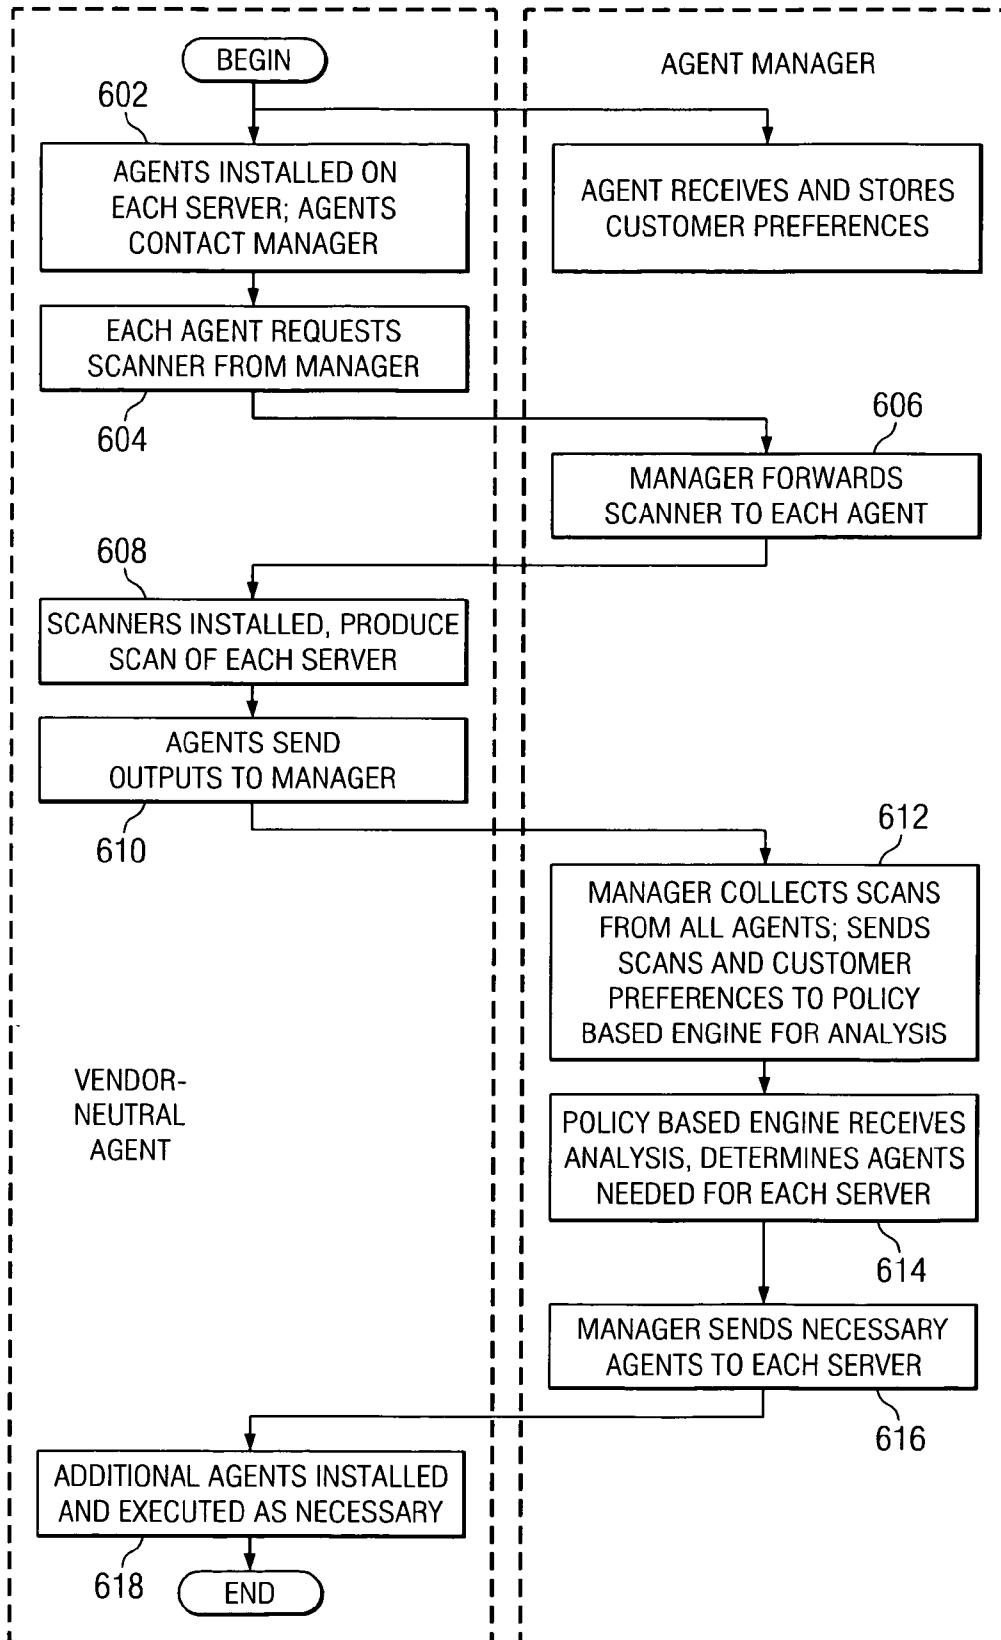 BEGIN
AGENT MANAGER
602
AGENTS INSTALLED ON
EACH SERVER; AGENTS
CONTACT MANAGER
AGENT RECEIVES AND STORES
CUSTOMER PREFERENCES
EACH AGENT REQUESTS
SCANNER FROM MANAGER
604
606
MANAGER FORWARDS
SCANNER TO EACH AGENT
608
SCANNERS INSTALLED, PRODUCE
SCAN OF EACH SERVER
AGENTS SEND
OUTPUTS TO MANAGER
610
612
MANAGER COLLECTS SCANS
FROM ALL AGENTS; SENDS
SCANS AND CUSTOMER
PREFERENCES TO POLICY
BASED ENGINE FOR ANALYSIS
VENDOR-
NEUTRAL
AGENT
POLICY BASED ENGINE RECEIVES
ANALYSIS, DETERMINES AGENTS
NEEDED FOR EACH SERVER
614
MANAGER SENDS NECESSARY
AGENTS TO EACH SERVER
616
ADDITIONAL AGENTS INSTALLED
AND EXECUTED AS NECESSARY
618
END